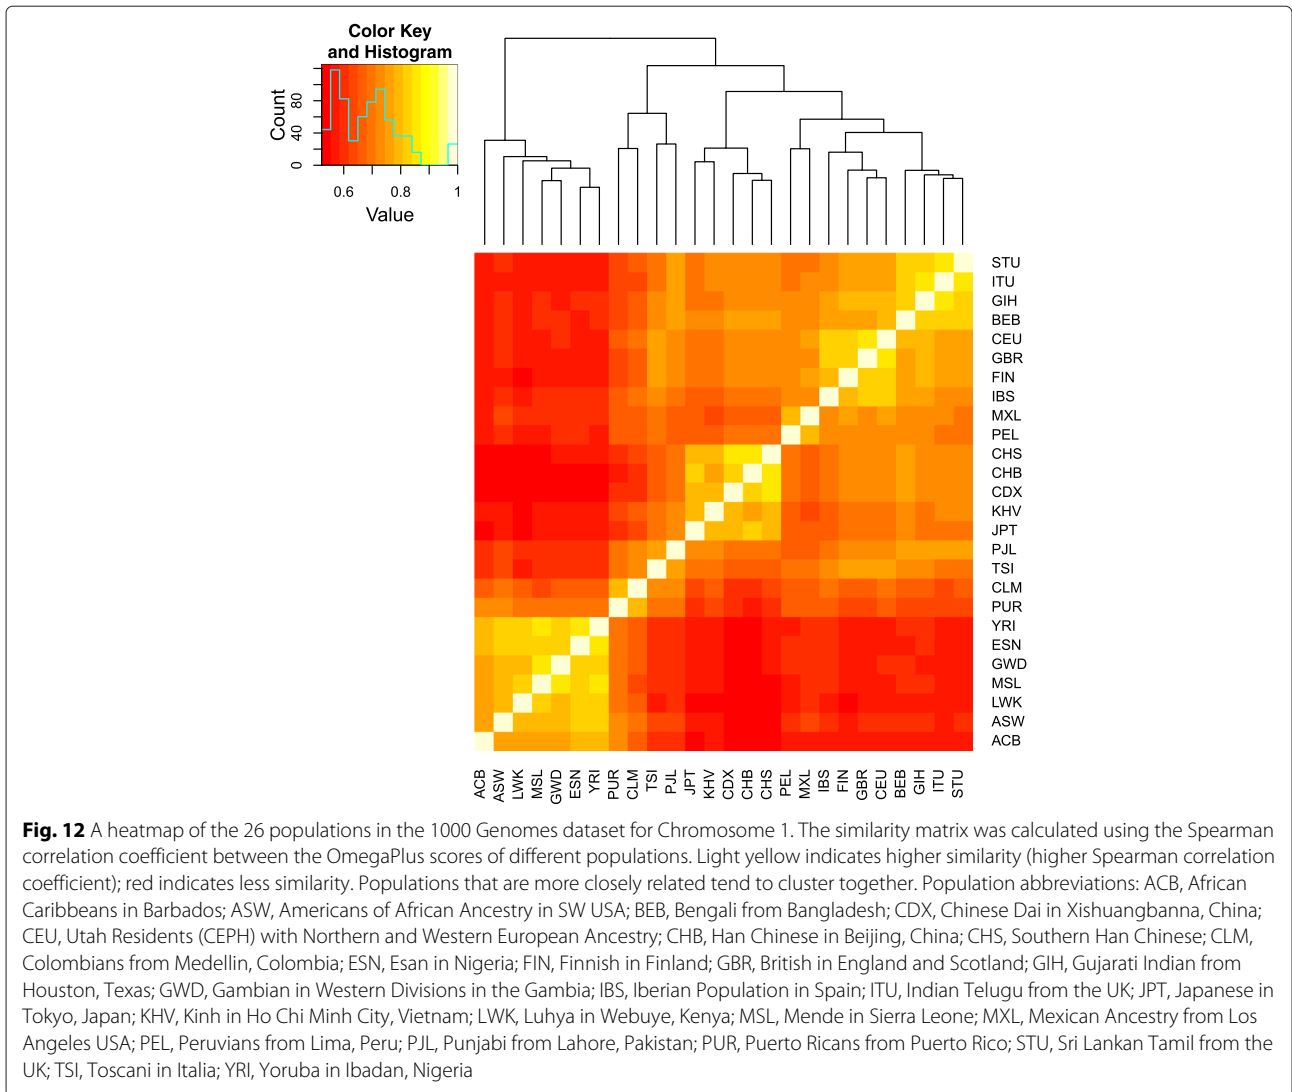 Color Key
and Histogram
Count
0 40 80
0.6 0.8 1
Value
STU
ITU
GIH
BEB
CEU
GBR
FIN
IBS
MXL
PEL
CHS
CHB
CDX
KHV
JPT
PJL
TSI
CLM
PUR
YRI
ESN
GWD
MSL
LWK
ASW
ACB
ACB ASW LWK MSL GWD ESN YRI PUR CLM TSI PJL JPT KHV CDX CHB CHS PEL MXL IBS FIN GBR CEU BEB GIH ITU STU
Fig. 12 A heatmap of the 26 populations in the 1000 Genomes dataset for Chromosome 1. The similarity matrix was calculated using the Spearman
correlation coefficient between the OmegaPlus scores of different populations. Light yellow indicates higher similarity (higher Spearman correlation
coefficient); red indicates less similarity. Populations that are more closely related tend to cluster together. Population abbreviations: ACB, African
Caribbeans in Barbados; ASW, Americans of African Ancestry in SW USA; BEB, Bengali from Bangladesh; CDX, Chinese Dai in Xishuangbanna, China;
CEU, Utah Residents (CEPH) with Northern and Western European Ancestry; CHB, Han Chinese in Beijing, China; CHS, Southern Han Chinese; CLM,
Colombians from Medellin, Colombia; ESN, Esan in Nigeria; FIN, Finnish in Finland; GBR, British in England and Scotland; GIH, Gujarati Indian from
Houston, Texas; GWD, Gambian in Western Divisions in the Gambia; IBS, Iberian Population in Spain; ITU, Indian Telugu from the UK; JPT, Japanese in
Tokyo, Japan; KHV, Kinh in Ho Chi Minh City, Vietnam; LWK, Luhya in Webuye, Kenya; MSL, Mende in Sierra Leone; MXL, Mexican Ancestry from Los
Angeles USA; PEL, Peruvians from Lima, Peru; PJL, Punjabi from Lahore, Pakistan; PUR, Puerto Ricans from Puerto Rico; STU, Sri Lankan Tamil from the
UK; TSI, Toscani in Italia; YRI, Yoruba in Ibadan, Nigeria